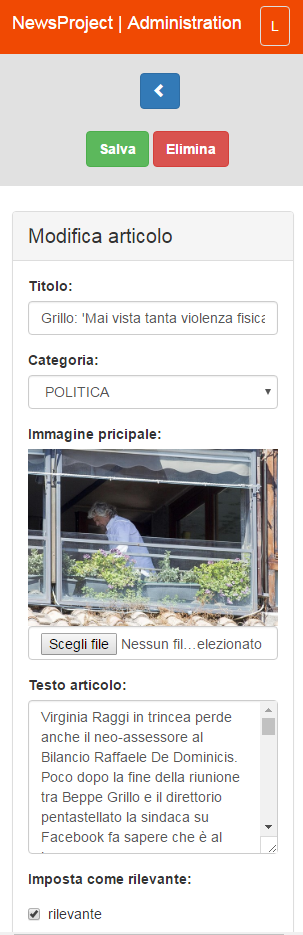 NewsProject | Administration
L
Salva
Elimina
Modifica articolo
Titolo:
Grillo: 'Mai vista tanta violenza fisica
Categoria:
POLITICA
Immagine pricipale:
Scegli file Nessun fil…elezionato
Testo articolo:
Virginia Raggi in trincea perde
anche il neo-assessore al
Bilancio Raffaele De Dominicis.
Poco dopo la fine della riunione
tra Beppe Grillo e il direttorio
pentastellato la sindaca su
Facebook fa sapere che è al
Imposta come rilevante:
rilevante